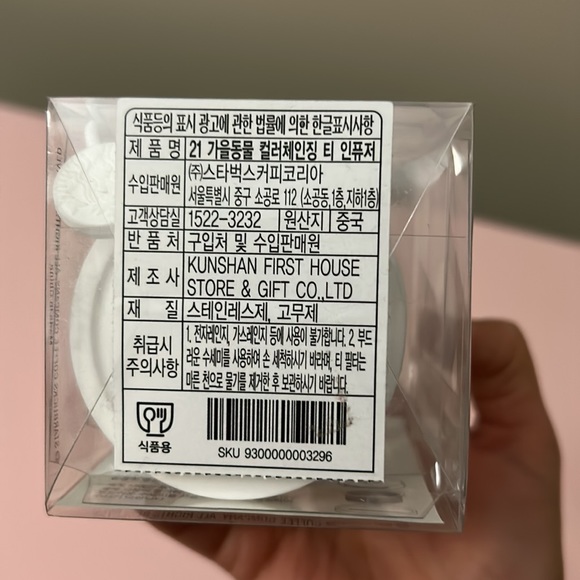 식품등의 표시 광고에 관한 법률에 의한 한글표시사항
제 품 명 21 가을동물 컬러체인징 티 인퓨저
수입판매원 ㈜스타벅스커피코리아
서울특별시 중구 소공로 112 (소공동,1층,지하1층)
고객상담실 1522-3232 원산지 중국
반 품 처 구입처 및 수입판매원
제 조 사 KUNSHAN FIRST HOUSE
STORE & GIFT CO.,LTD
재 질 스테인레스제, 고무제
취급시 주의사항 1. 전자레인지, 가스레인지 등에 사용이 불가합니다. 2. 부드
러운 수세미를 사용하여 손 세척하시기 바라며, 티 필터는
마른 천으로 물기를 제거한 후 보관하시기 바랍니다.
식품용
SKU 9300000003296